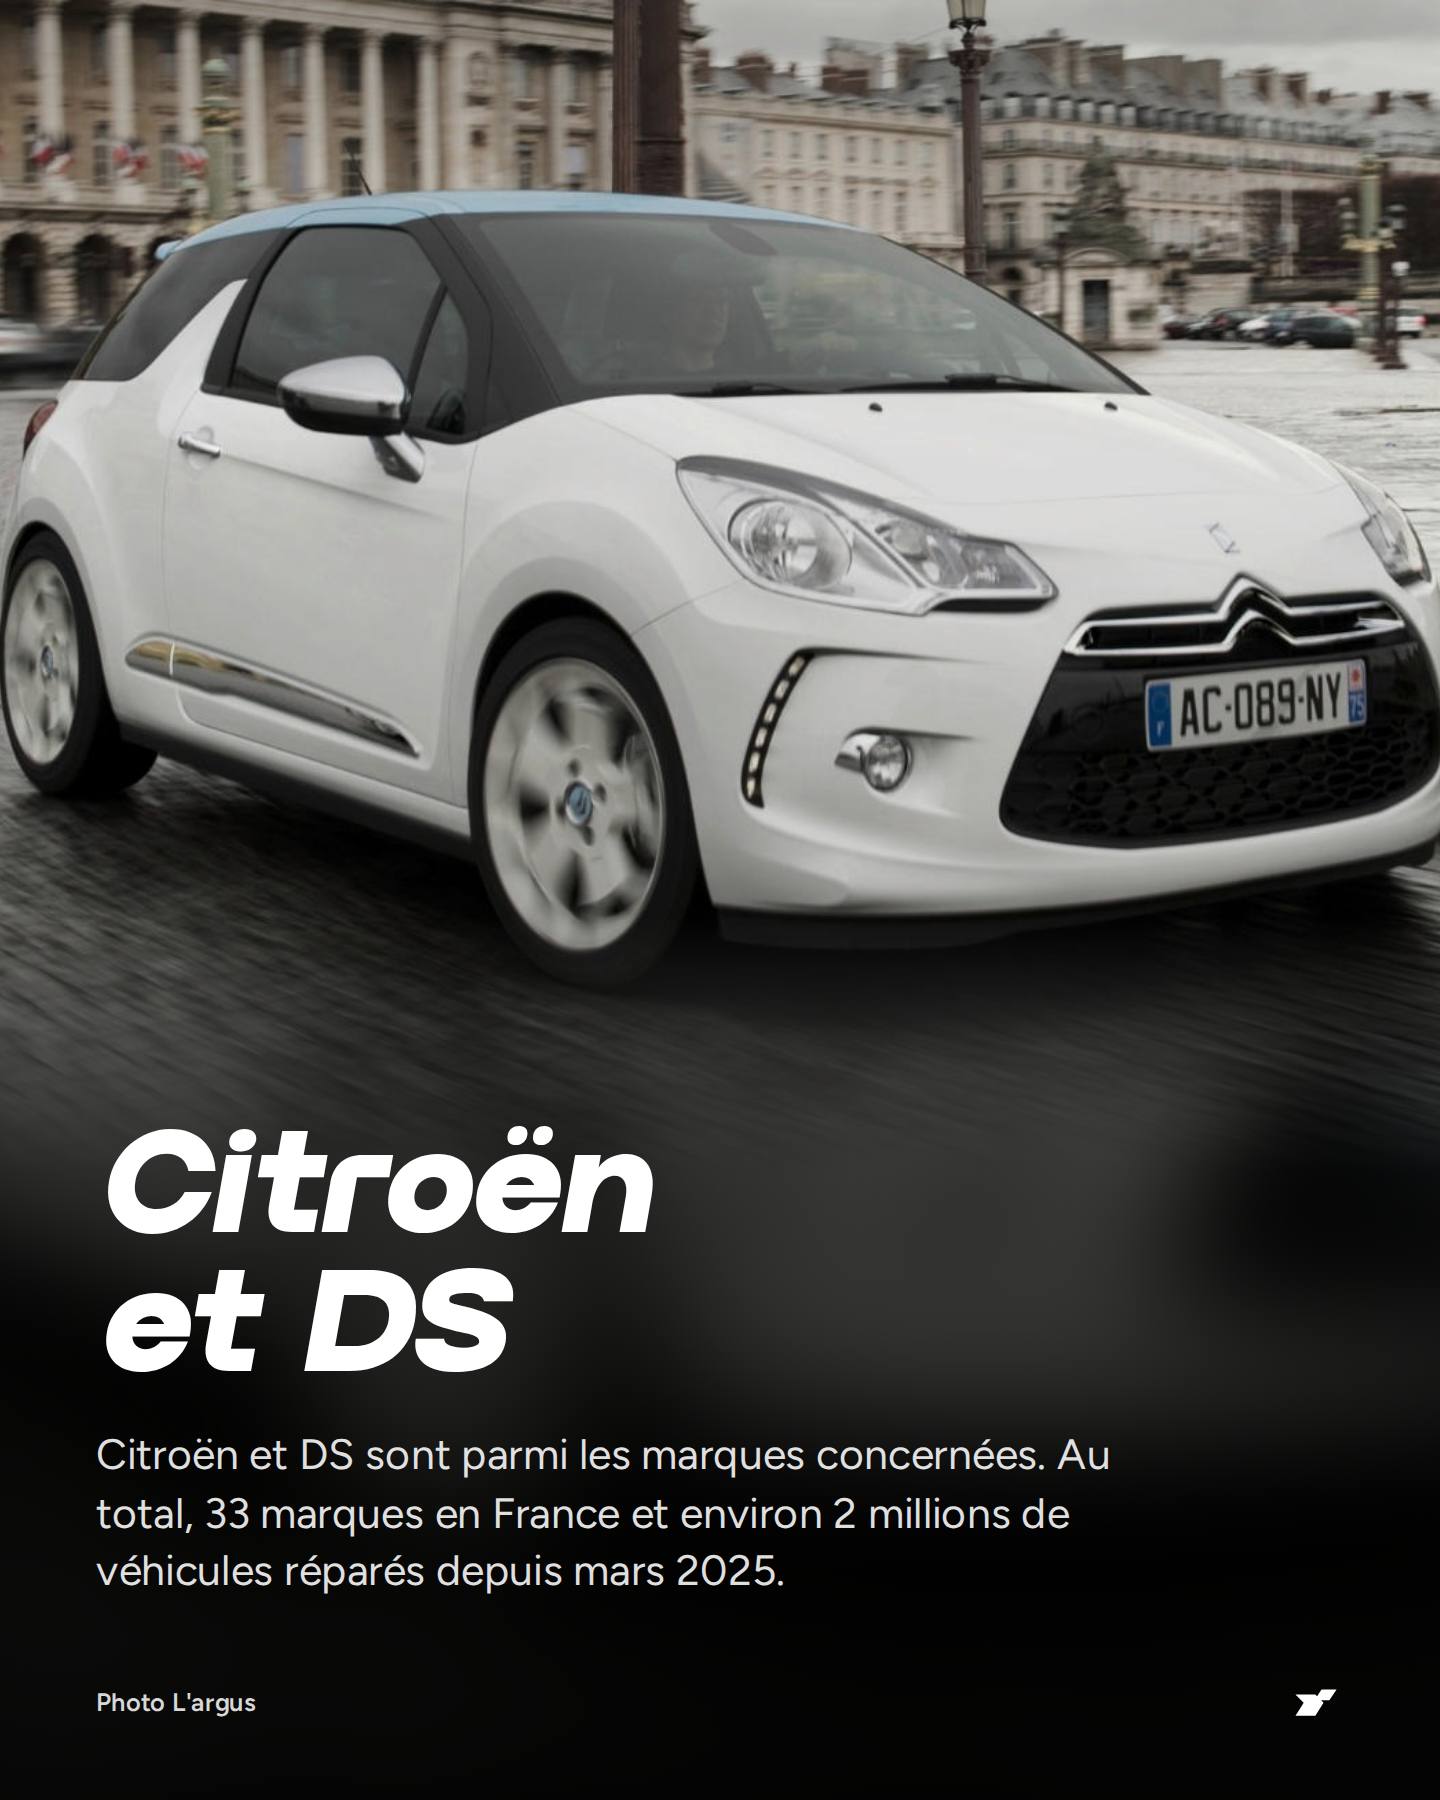 AC-089-NY
F
75
Citroën
et DS
Citroën et DS sont parmi les marques concernées. Au
total, 33 marques en France et environ 2 millions de
véhicules réparés depuis mars 2025.
Photo L'argus